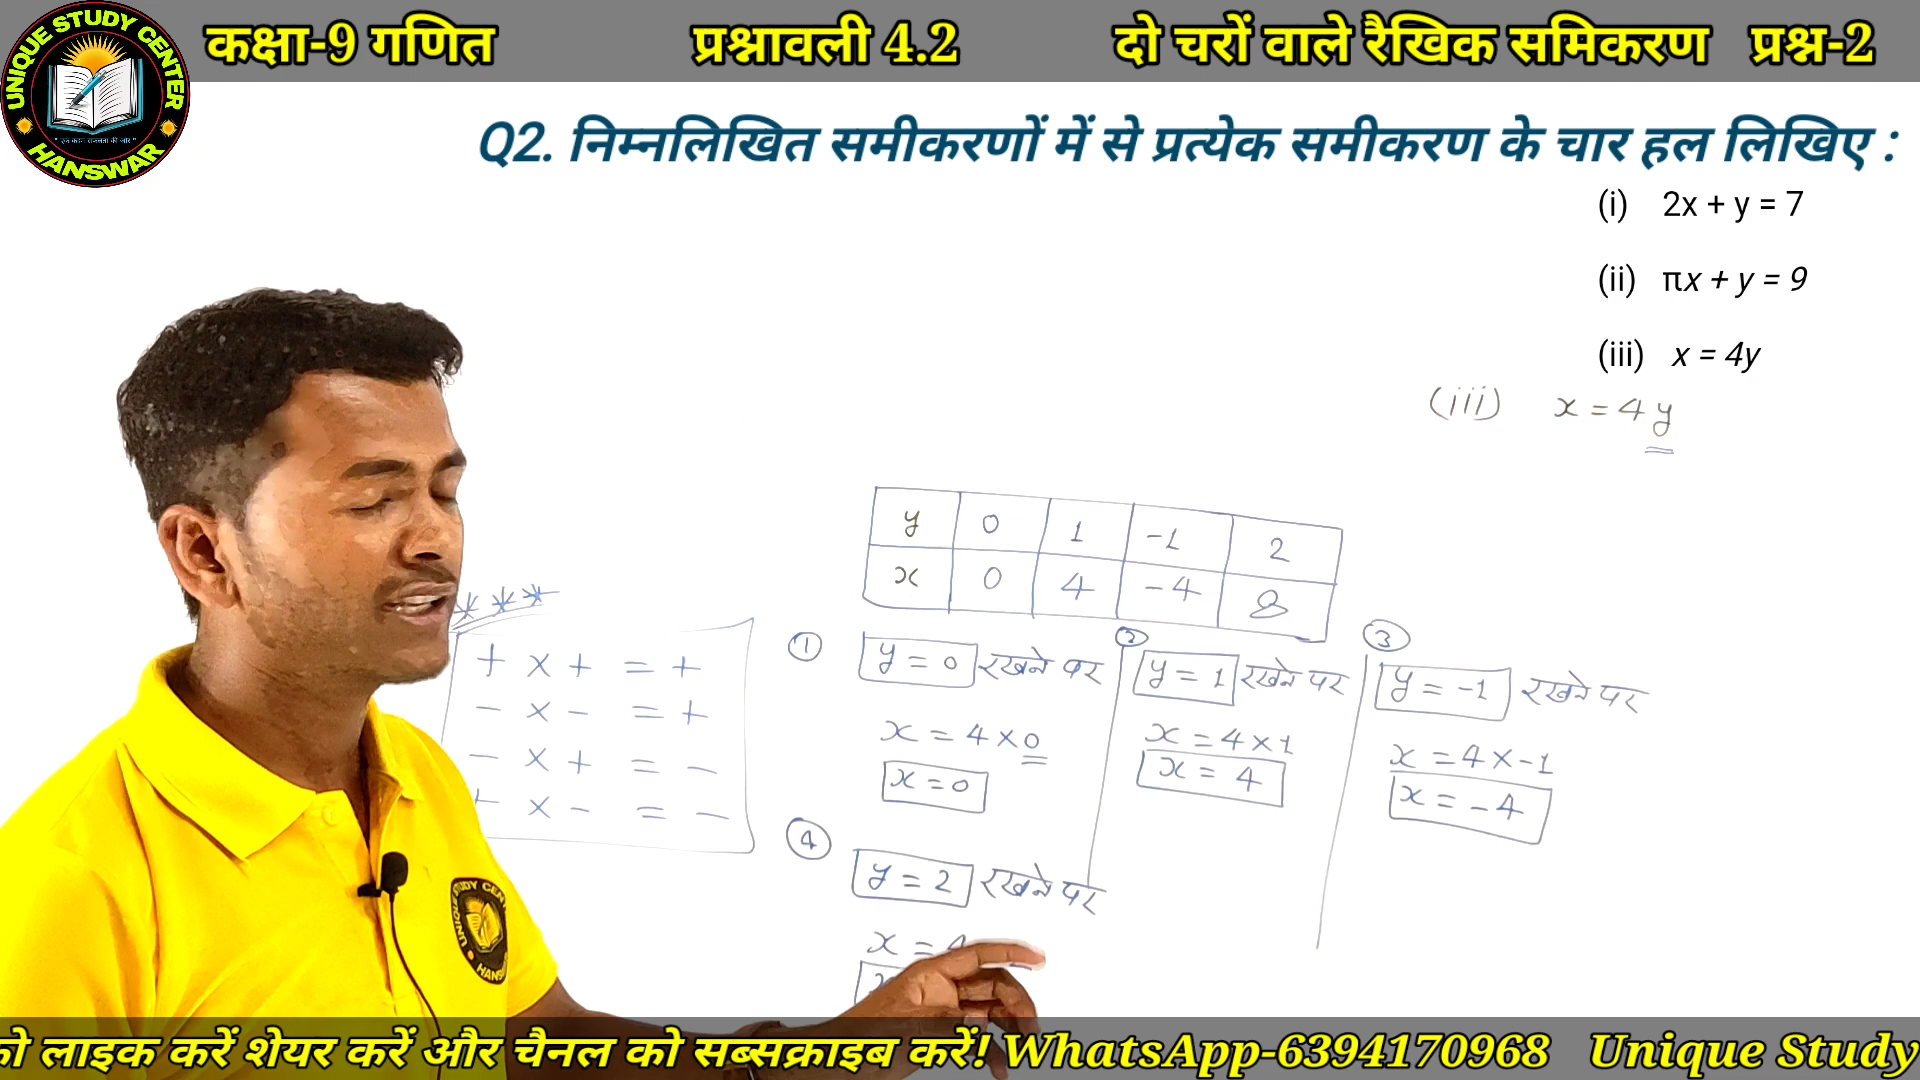 कक्षा-9 गणित प्रश्नावली 4.2 दो चरों वाले रैखिक समिकरण प्रश्न-2
UNIQUE STUDY CENTER
HANSWAR
Q2. निम्नलिखित समीकरणों में से प्रत्येक समीकरण के चार हल लिखिए :
(i) 2x + y = 7
(ii) πx + y = 9
(iii) x = 4y
(iii) x = 4y
y 0 1 -1 2
x 0 4 -4 8
+ x + = +
- x - = +
- x + = -
+ x - = -
① y = 0 रखने पर
x = 4 × 0
x = 0
② y = 1 रखने पर
x = 4 × 1
x = 4
③ y = -1 रखने पर
x = 4 × -1
x = -4
④ y = 2 रखने पर
x = 4
लाइक करें शेयर करें और चैनल को सब्सक्राइब करें! WhatsApp-6394170968 Unique Study